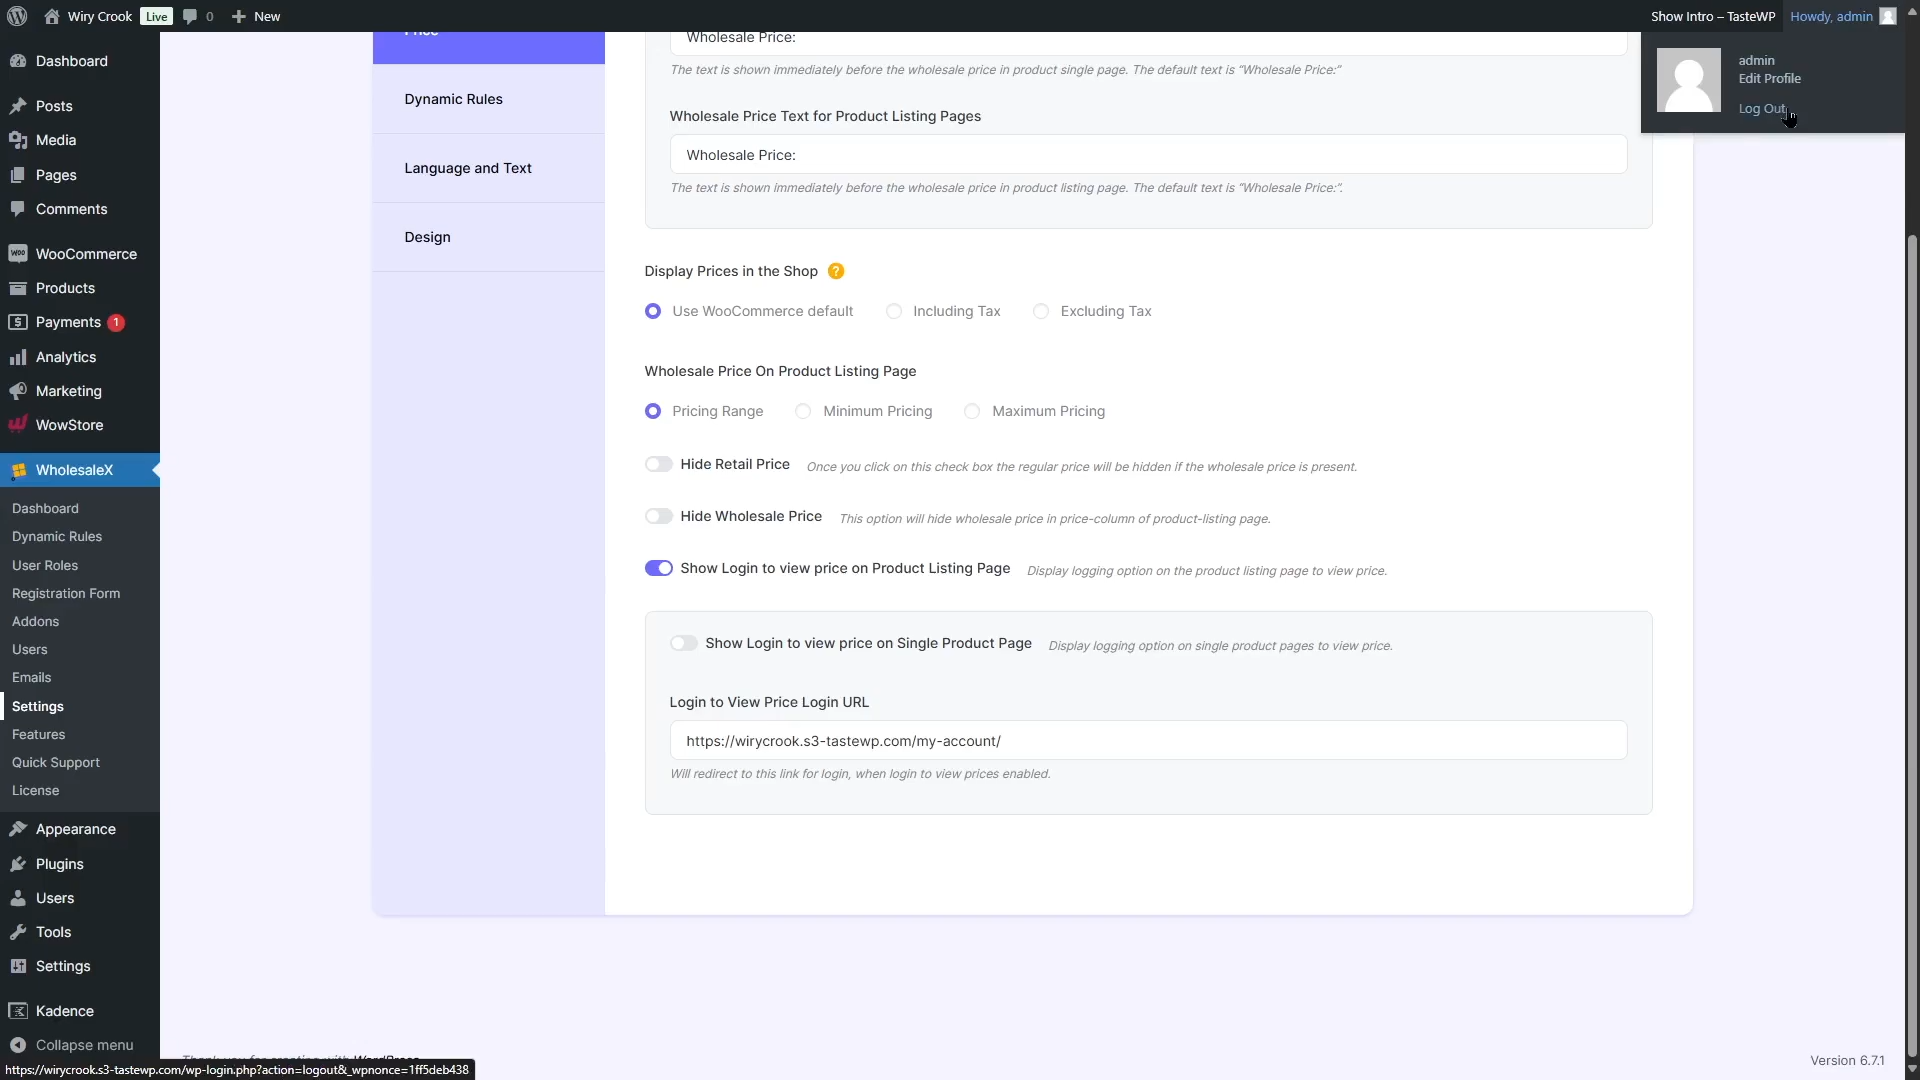 Wiry Crook
Live
0
New
Show Intro – TasteWP
Howdy, admin
admin
Edit Profile
Log Out
Dashboard
Posts
Media
Pages
Comments
WooCommerce
Products
Payments 1
Analytics
Marketing
WowStore
WholesaleX
Dashboard
Dynamic Rules
User Roles
Registration Form
Addons
Users
Emails
Settings
Features
Quick Support
License
Appearance
Plugins
Users
Tools
Settings
Kadence
Collapse menu
Price
Dynamic Rules
Language and Text
Design
Wholesale Price:
The text is shown immediately before the wholesale price in product single page. The default text is “Wholesale Price:”
Wholesale Price Text for Product Listing Pages
Wholesale Price:
The text is shown immediately before the wholesale price in product listing page. The default text is “Wholesale Price:”.
Display Prices in the Shop ?
Use WooCommerce default Including Tax Excluding Tax
Wholesale Price On Product Listing Page
Pricing Range Minimum Pricing Maximum Pricing
Hide Retail Price Once you click on this check box the regular price will be hidden if the wholesale price is present.
Hide Wholesale Price This option will hide wholesale price in price-column of product-listing page.
Show Login to view price on Product Listing Page Display logging option on the product listing page to view price.
Show Login to view price on Single Product Page Display logging option on single product pages to view price.
Login to View Price Login URL
https://wirycrook.s3-tastewp.com/my-account/
Will redirect to this link for login, when login to view prices enabled.
Thank you for creating with WordPress.
Version 6.7.1
https://wirycrook.s3-tastewp.com/wp-login.php?action=logout&_wpnonce=1ff5deb438